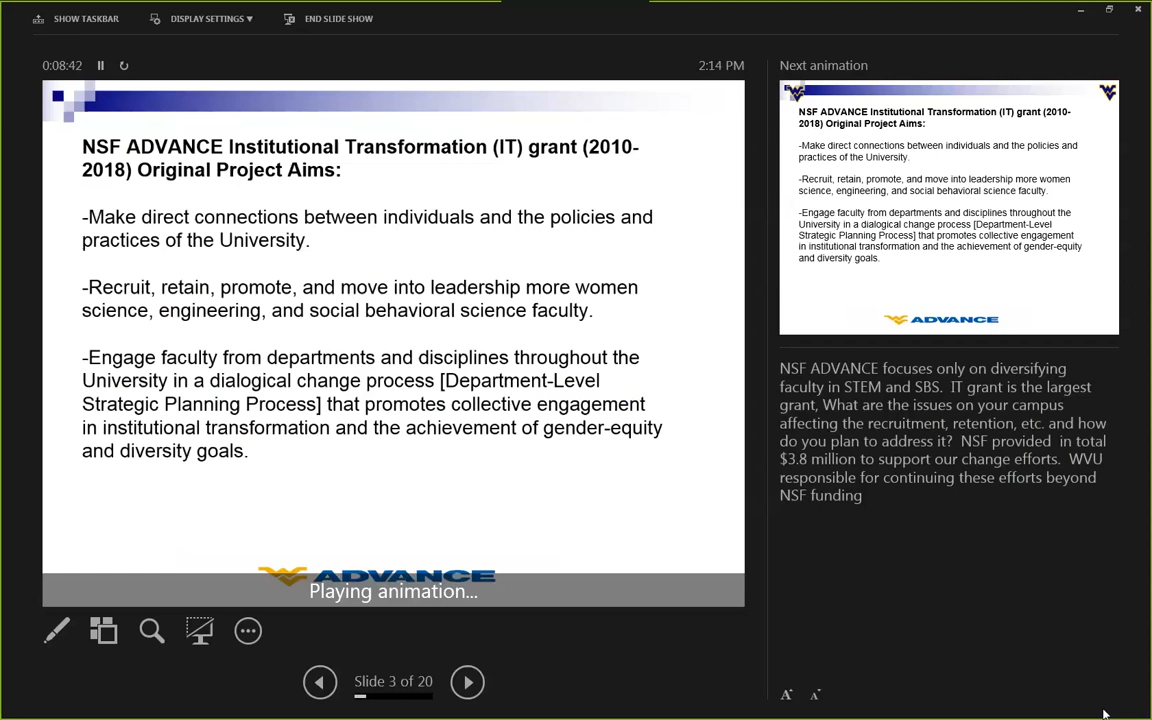 SHOW TASKBAR
DISPLAY SETTINGS ▼
END SLIDE SHOW
0:08:42
2:14 PM
NSF ADVANCE Institutional Transformation (IT) grant (2010-
2018) Original Project Aims:
-Make direct connections between individuals and the policies and
practices of the University.
-Recruit, retain, promote, and move into leadership more women
science, engineering, and social behavioral science faculty.
-Engage faculty from departments and disciplines throughout the
University in a dialogical change process [Department-Level
Strategic Planning Process] that promotes collective engagement
in institutional transformation and the achievement of gender-equity
and diversity goals.
ADVANCE
Playing animation...
Slide 3 of 20
Next animation
NSF ADVANCE Institutional Transformation (IT) grant (2010-
2018) Original Project Aims:
-Make direct connections between individuals and the policies and
practices of the University.
-Recruit, retain, promote, and move into leadership more women
science, engineering, and social behavioral science faculty.
-Engage faculty from departments and disciplines throughout the
University in a dialogical change process [Department-Level
Strategic Planning Process] that promotes collective engagement
in institutional transformation and the achievement of gender-equity
and diversity goals.
ADVANCE
NSF ADVANCE focuses only on diversifying
faculty in STEM and SBS.  IT grant is the largest
grant, What are the issues on your campus
affecting the recruitment, retention, etc. and how
do you plan to address it?  NSF provided  in total
$3.8 million to support our change efforts.  WVU
responsible for continuing these efforts beyond
NSF funding
A A